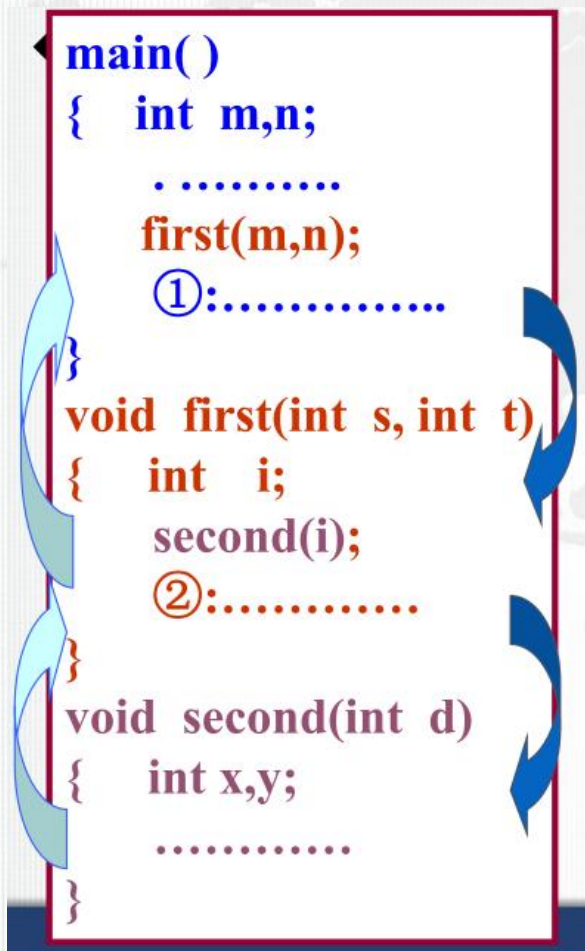 main( )
{ int m,n;
. ……….
first(m,n);
①:…………..
}
void first(int s, int t)
{ int i;
second(i);
②:…………
}
void second(int d)
{ int x,y;
…………
}